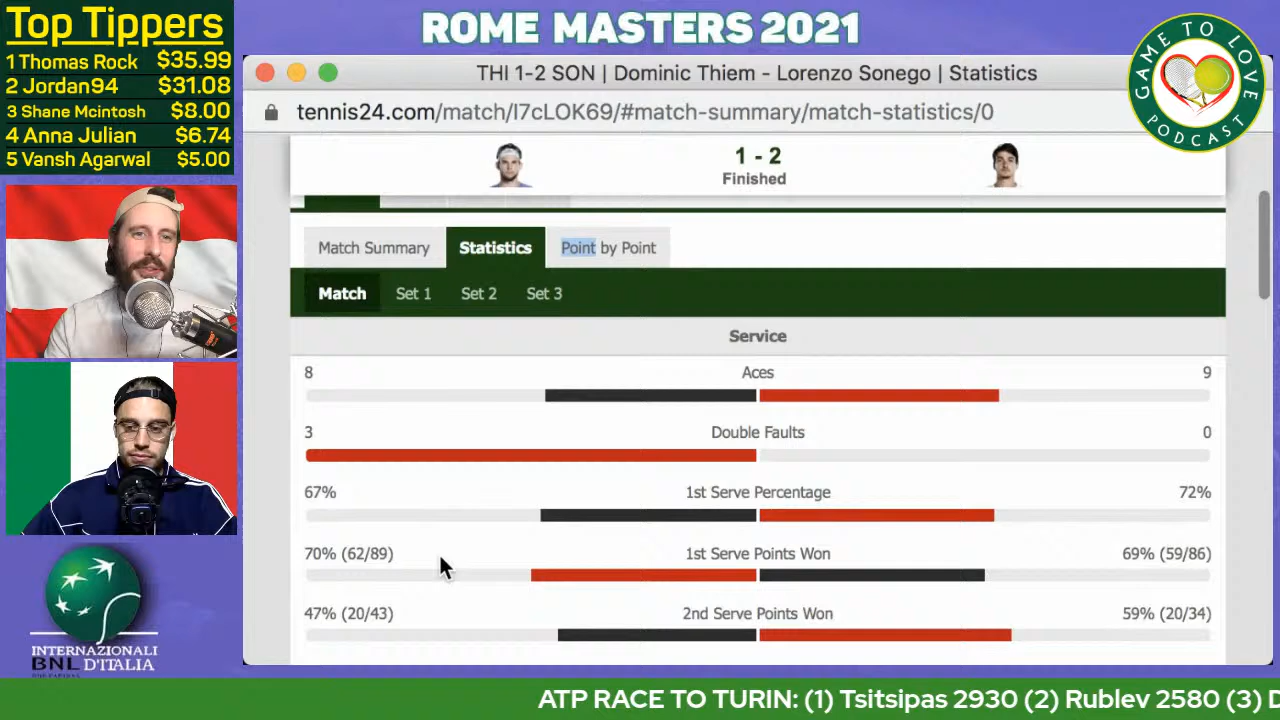 Top Tippers
1 Thomas Rock $35.99
2 Jordan94 $31.08
3 Shane Mcintosh $8.00
4 Anna Julian $6.74
5 Vansh Agarwal $5.00
ROME MASTERS 2021
GAME TO LOVE
PODCAST
THI 1-2 SON | Dominic Thiem - Lorenzo Sonego | Statistics
tennis24.com/match/I7cLOK69/#match-summary/match-statistics/0
1 - 2
Finished
Match Summary Statistics Point by Point
Match Set 1 Set 2 Set 3
Service
8 Aces 9
3 Double Faults 0
67% 1st Serve Percentage 72%
70% (62/89) 1st Serve Points Won 69% (59/86)
47% (20/43) 2nd Serve Points Won 59% (20/34)
INTERNAZIONALI
BNL D'ITALIA
ATP RACE TO TURIN: (1) Tsitsipas 2930 (2) Rublev 2580 (3) D